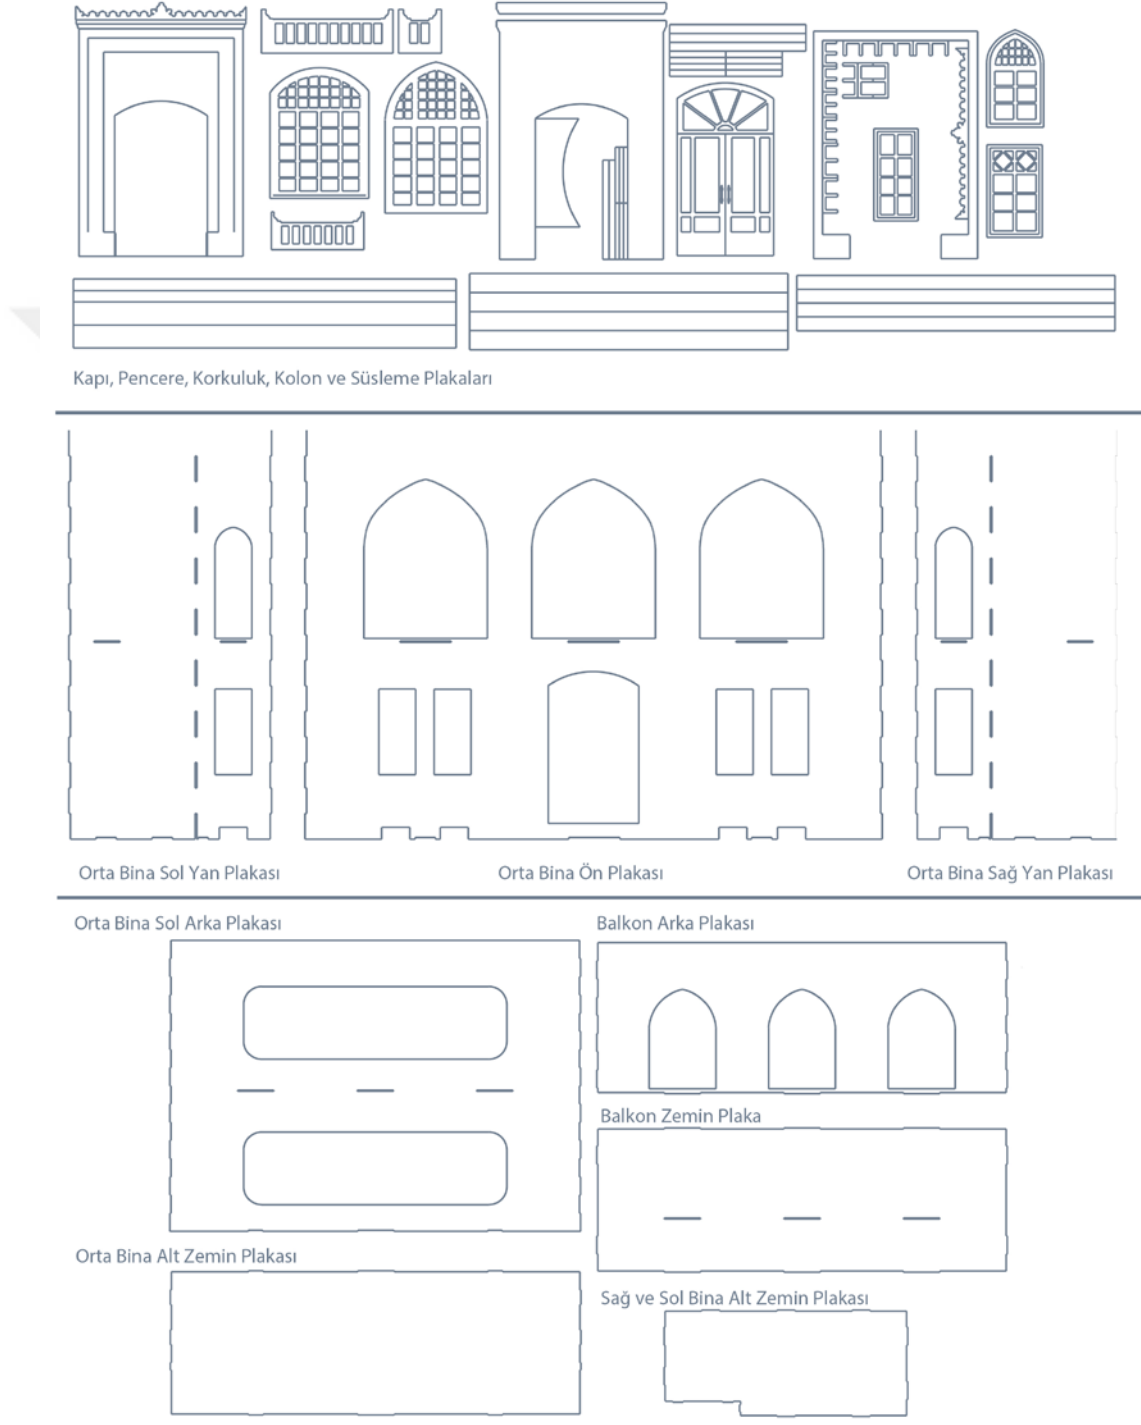 Kapı, Pencere, Korkuluk, Kolon ve Süsleme Plakaları
Orta Bina Sol Yan Plakası
Orta Bina Ön Plakası
Orta Bina Sağ Yan Plakası
Orta Bina Sol Arka Plakası
Balkon Arka Plakası
Balkon Zemin Plaka
Orta Bina Alt Zemin Plakası
Sağ ve Sol Bina Alt Zemin Plakası